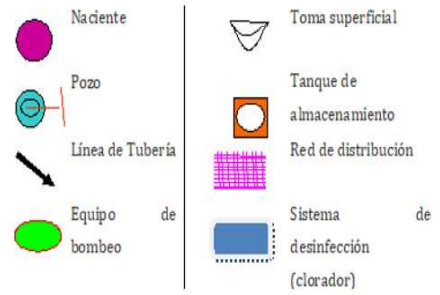 Naciente
Pozo
Línea de Tubería
Equipo de
bombeo
Toma superficial
Tanque de
almacenamiento
Red de distribución
Sistema de
desinfección
(clorador)